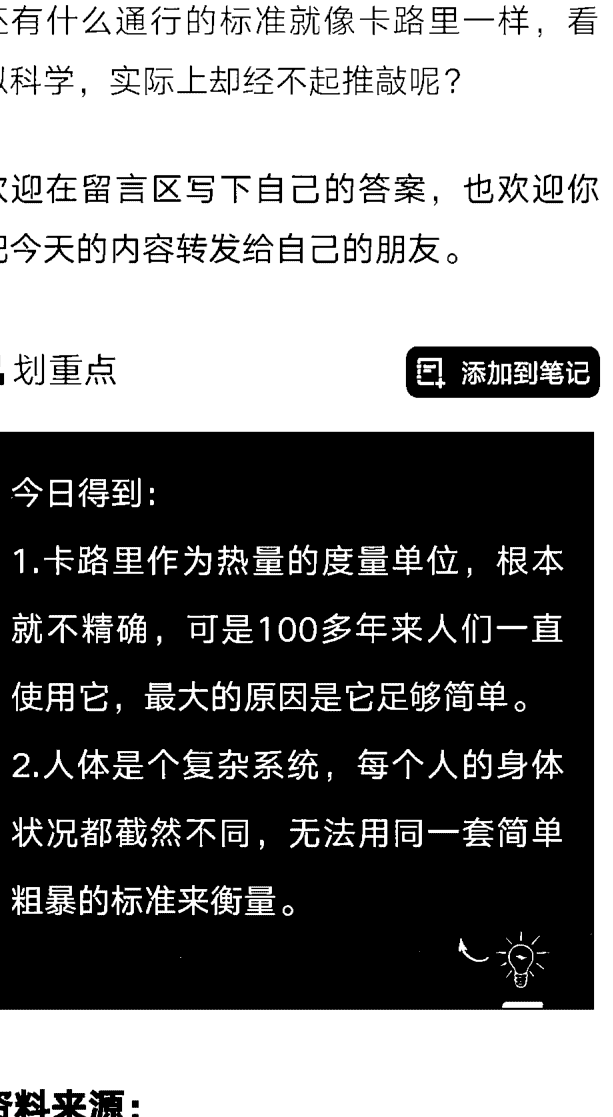 还有什么通行的标准就像卡路里一样，看
似科学，实际上却经不起推敲呢？
欢迎在留言区写下自己的答案，也欢迎你
把今天的内容转发给自己的朋友。
划重点
添加到笔记
今日得到：
1.卡路里作为热量的度量单位，根本
就不精确，可是100多年来人们一直
使用它，最大的原因是它足够简单。
2.人体是个复杂系统，每个人的身体
状况都截然不同，无法用同一套简单
粗暴的标准来衡量。
资料来源：